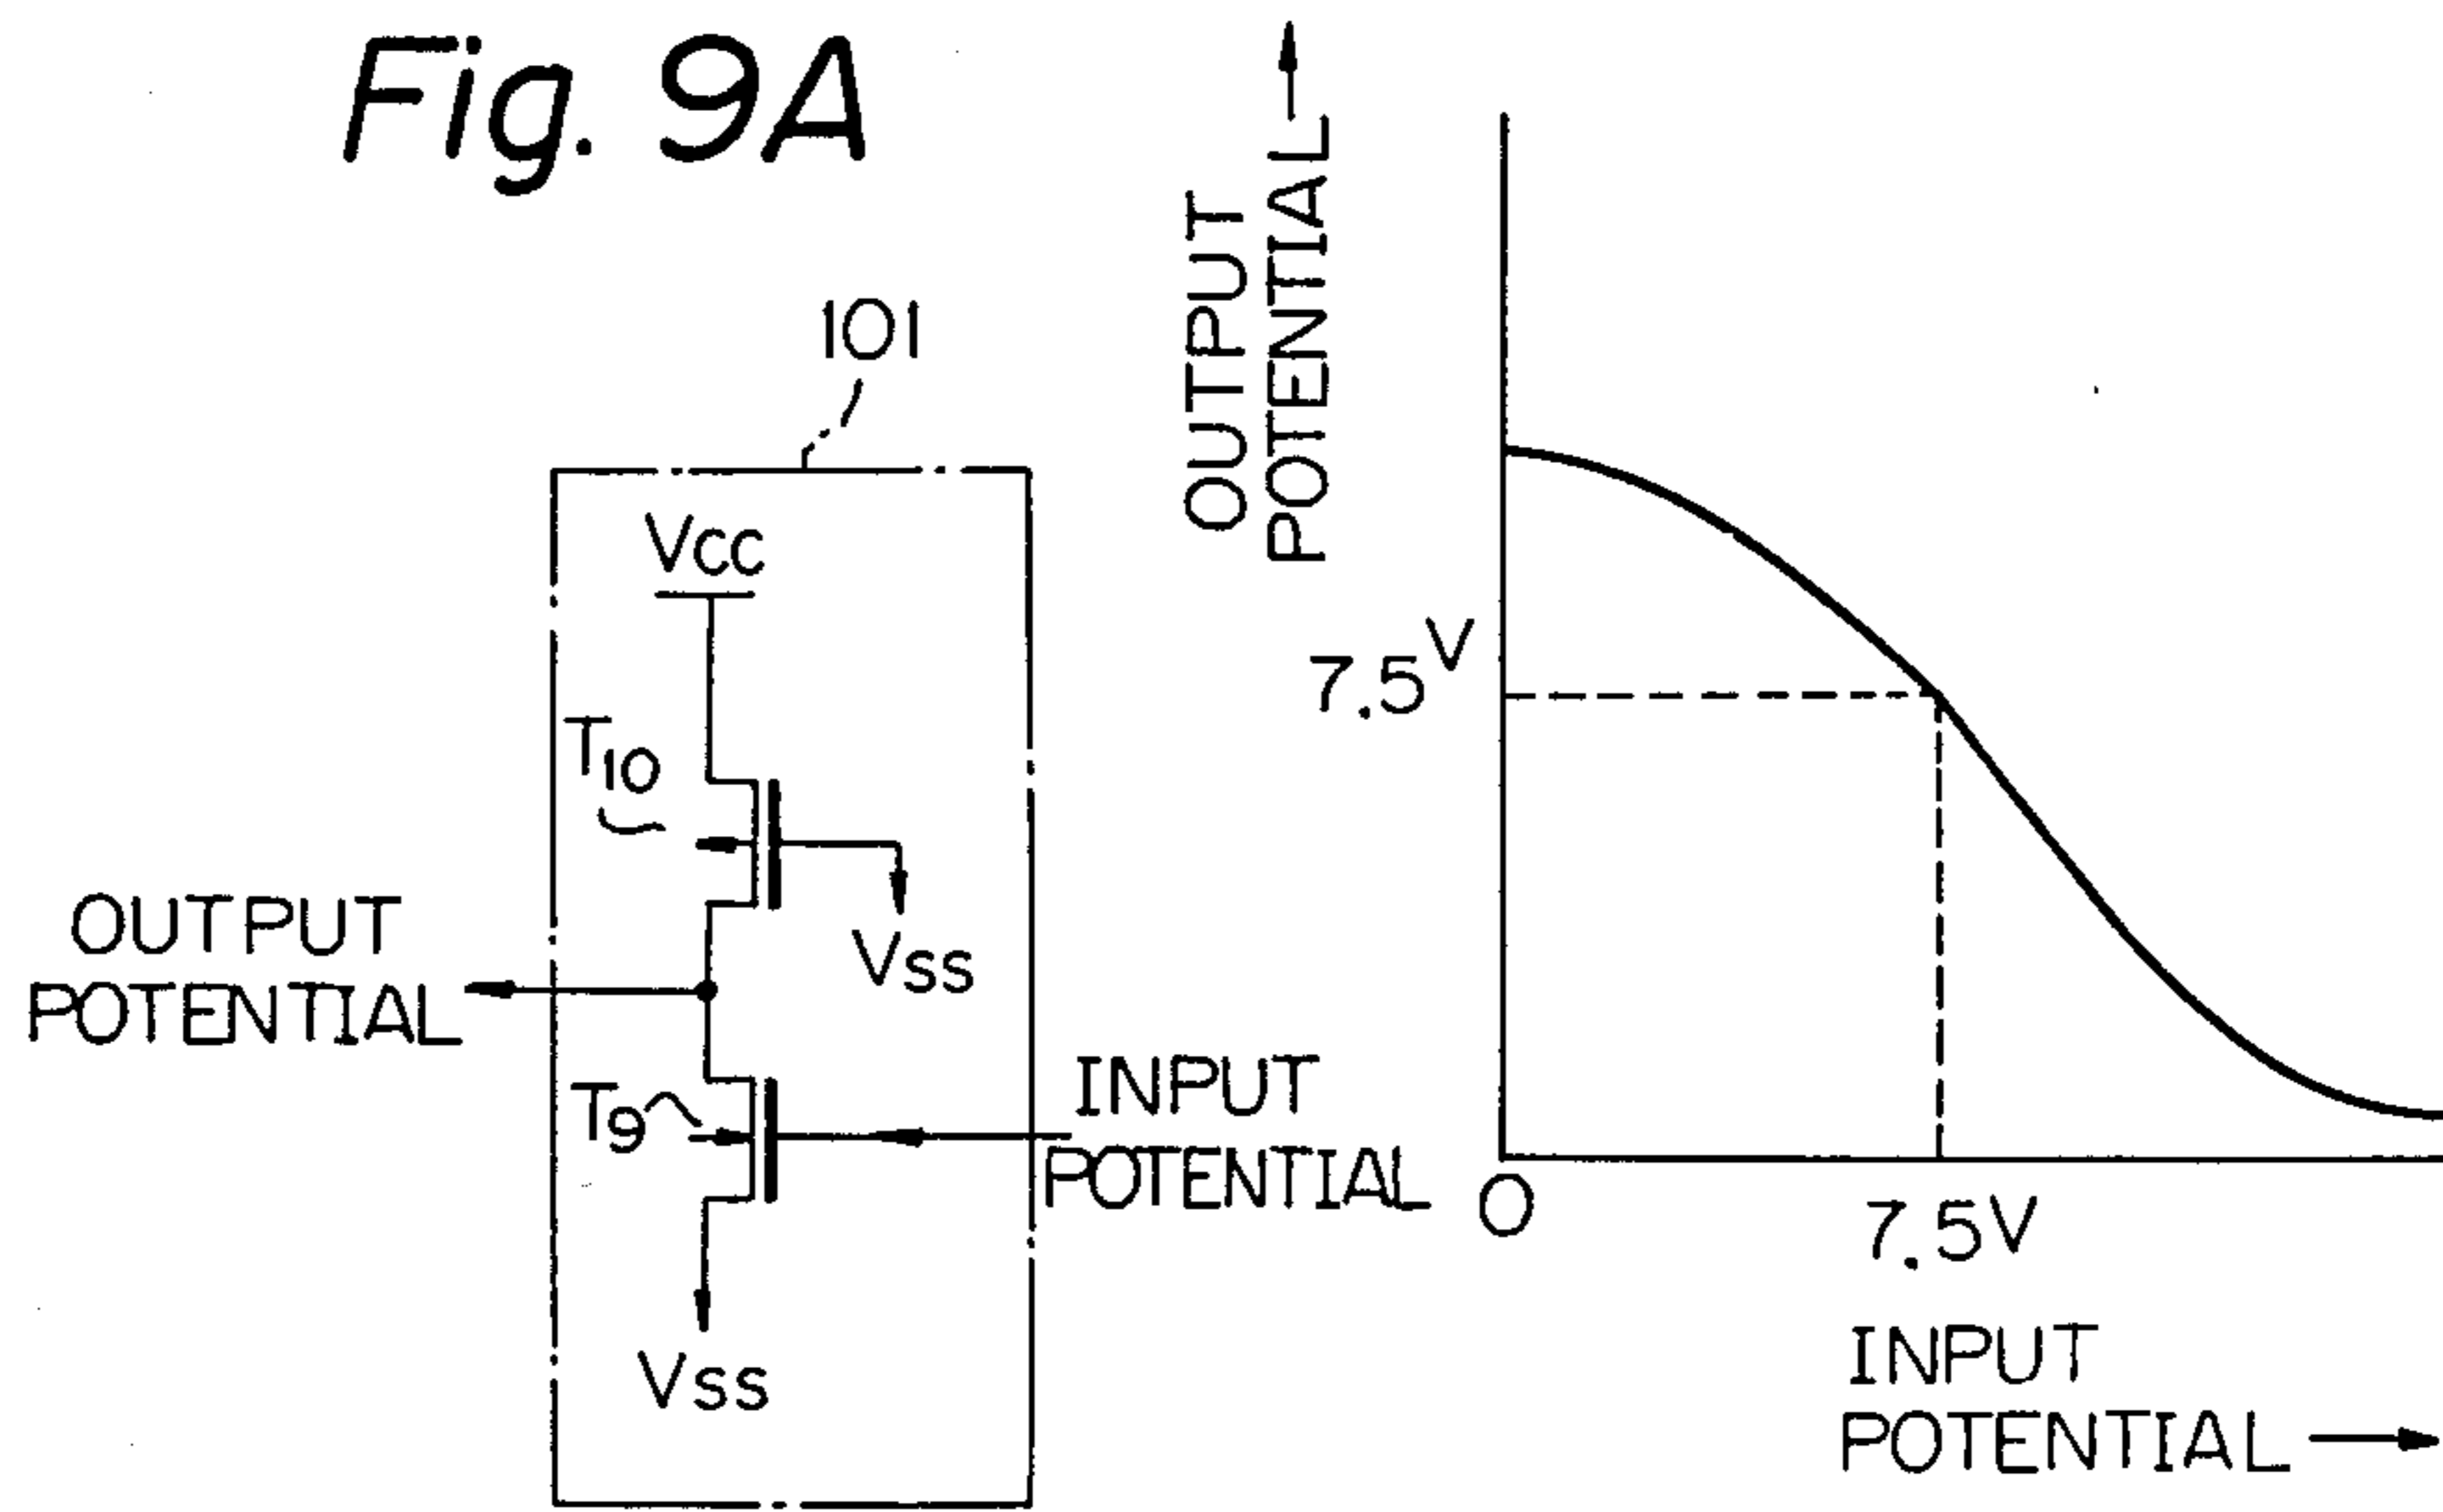 Fig. 9A
101
Vcc
T10
Vss
OUTPUT
POTENTIAL
T9
INPUT
POTENTIAL
Vss
OUTPUT
POTENTIAL
7.5V
0
7.5V
INPUT
POTENTIAL